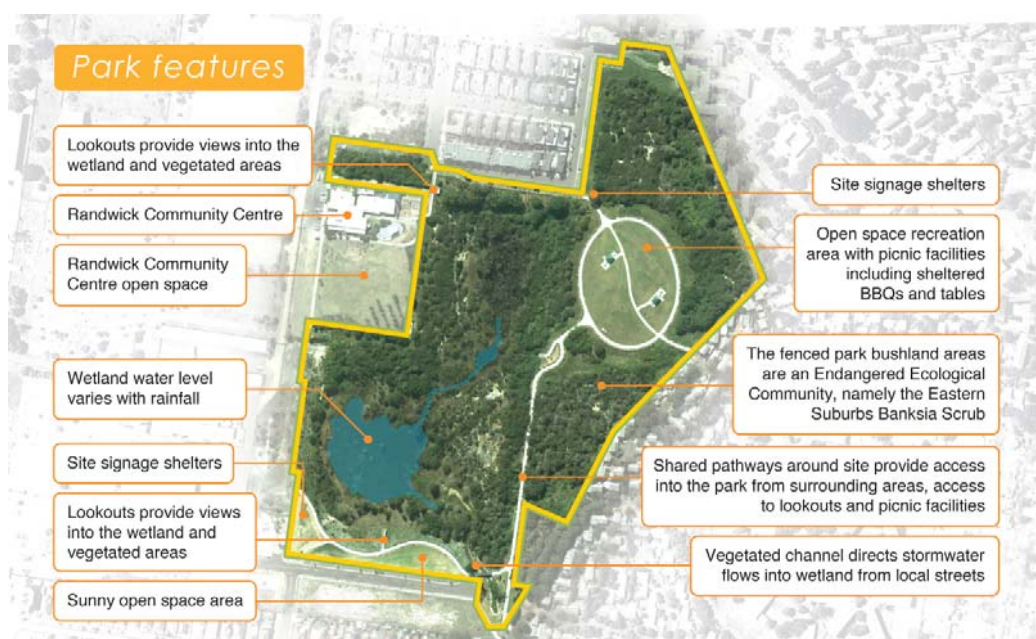 Park features
Lookouts provide views into the
wetland and vegetated areas
Randwick Community Centre
Randwick Community
Centre open space
Wetland water level
varies with rainfall
Site signage shelters
Lookouts provide views
into the wetland and
vegetated areas
Sunny open space area
Site signage shelters
Open space recreation
area with picnic facilities
including sheltered
BBQs and tables
The fenced park bushland areas
are an Endangered Ecological
Community, namely the Eastern
Suburbs Banksia Scrub
Shared pathways around site provide access
into the park from surrounding areas, access
to lookouts and picnic facilities
Vegetated channel directs stormwater
flows into wetland from local streets